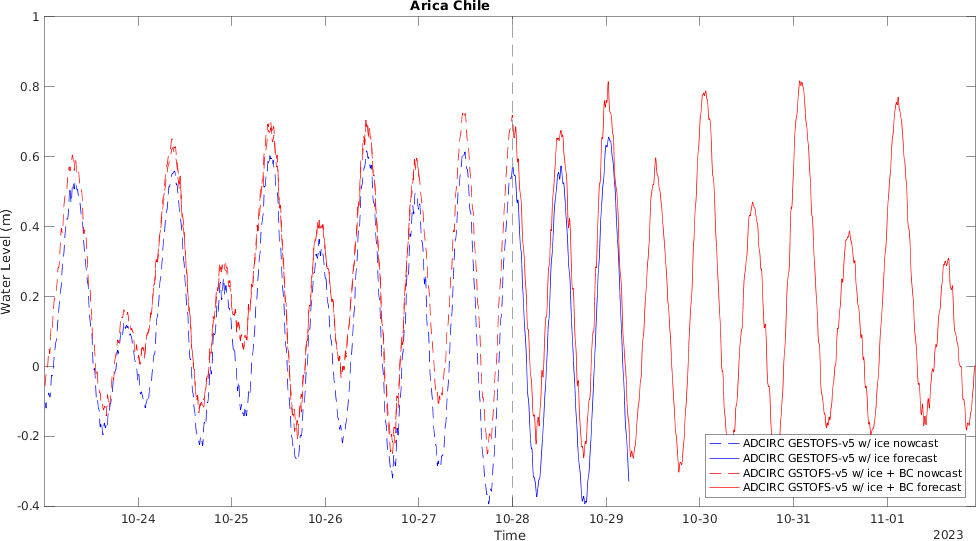 Arica Chile
1
0.8
0.6
0.4
0.2
0
-0.2
-0.4
Water Level (m)
ADCIRC GESTOFS-v5 w/ ice nowcast
ADCIRC GESTOFS-v5 w/ ice forecast
ADCIRC GSTOFS-v5 w/ ice + BC nowcast
ADCIRC GSTOFS-v5 w/ ice + BC forecast
10-24 10-25 10-26 10-27 10-28 10-29 10-30 10-31 11-01
Time
2023